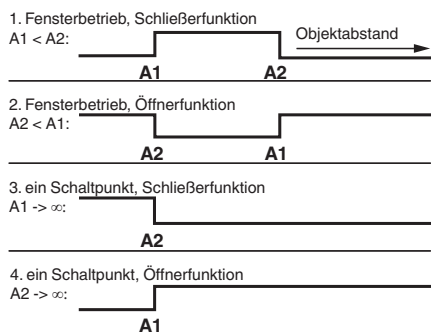 1. Fensterbetrieb, Schließerfunktion
A1 < A2:
Objektabstand
A1 A2
2. Fensterbetrieb, Öffnerfunktion
A2 < A1:
A2 A1
3. ein Schaltpunkt, Schließerfunktion
A1 -> ∞:
A2
4. ein Schaltpunkt, Öffnerfunktion
A2 -> ∞:
A1